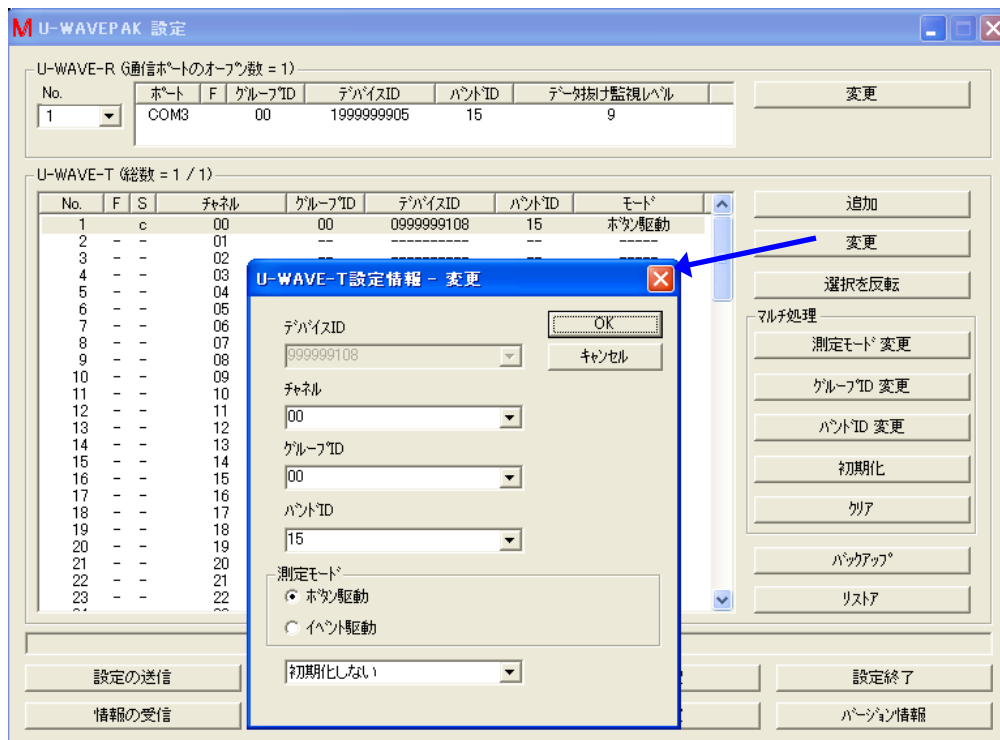 U-WAVEPAK 設定
U-WAVE-R (通信ﾎﾟｰﾄのｵｰﾌﾟﾝ数 = 1)
No. ﾎﾟｰﾄ F ｸﾞﾙｰﾌﾟID ﾃﾞﾊﾞｲｽID ﾊﾞﾝﾄﾞID ﾃﾞｰﾀ抜け監視ﾚﾍﾞﾙ 変更
1 COM3 00 1999999905 15 9
U-WAVE-T (総数 = 1 / 1)
No. F S ﾁｬﾈﾙ ｸﾞﾙｰﾌﾟID ﾃﾞﾊﾞｲｽID ﾊﾞﾝﾄﾞID ﾓｰﾄﾞ
1 c 00 00 0999999108 15 ﾎﾞﾀﾝ駆動
2 - - 01 -- ---------- -- -----
3 - - 02 -- ---------- -- -----
4 - - 03
5 - - 04
6 - - 05
7 - - 06
8 - - 07
9 - - 08
10 - - 09
11 - - 10
12 - - 11
13 - - 12
14 - - 13
15 - - 14
16 - - 15
17 - - 16
18 - - 17
19 - - 18
20 - - 19
21 - - 20
22 - - 21
23 - - 22
追加
変更
選択を反転
ﾏﾙﾁ処理
測定ﾓｰﾄﾞ 変更
ｸﾞﾙｰﾌﾟID 変更
ﾊﾞﾝﾄﾞID 変更
初期化
ｸﾘｱ
ﾊﾞｯｸｱｯﾌﾟ
ﾘｽﾄｱ
U-WAVE-T設定情報 - 変更
ﾃﾞﾊﾞｲｽID
999999108
OK
ｷｬﾝｾﾙ
ﾁｬﾈﾙ
00
ｸﾞﾙｰﾌﾟID
00
ﾊﾞﾝﾄﾞID
15
測定ﾓｰﾄﾞ
ﾎﾞﾀﾝ駆動
ｲﾍﾞﾝﾄ駆動
初期化しない
設定の送信
設定終了
情報の受信
ﾊﾞｰｼﾞｮﾝ情報